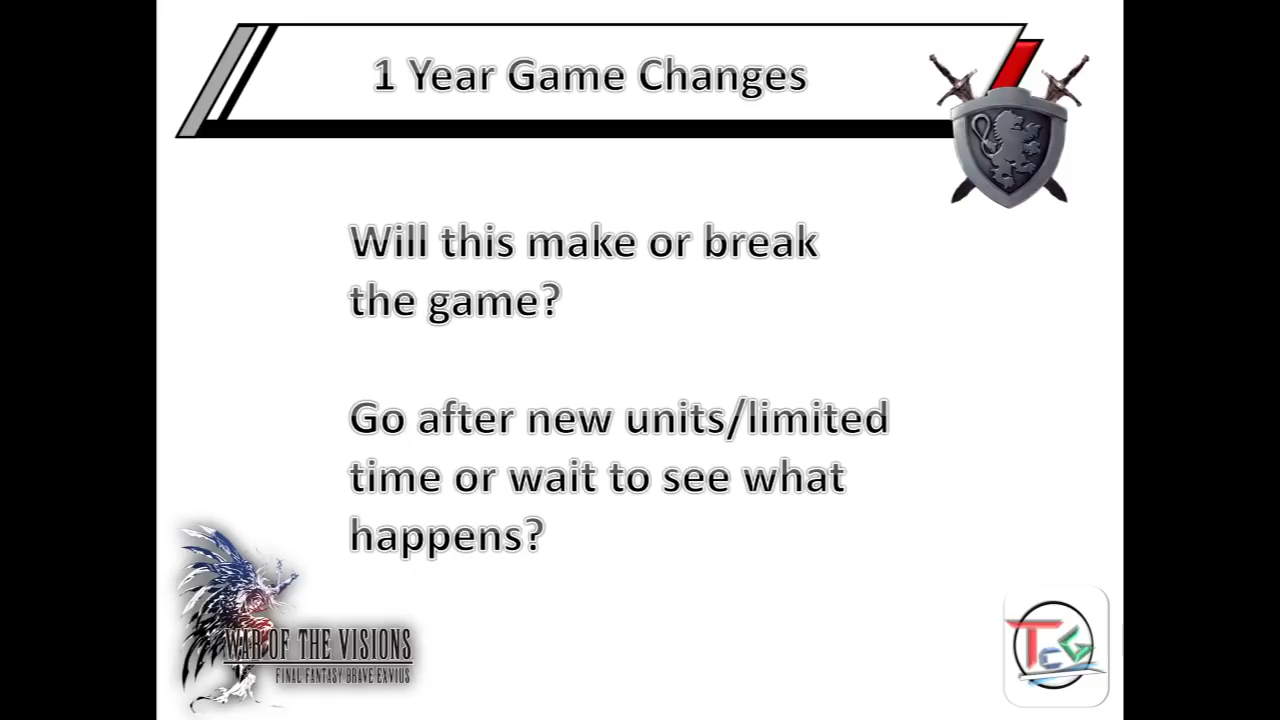 1 Year Game Changes
Will this make or break
the game?
Go after new units/limited
time or wait to see what
happens?
WAR OF THE VISIONS
FINAL FANTASY BRAVE EXVIUS
TCG